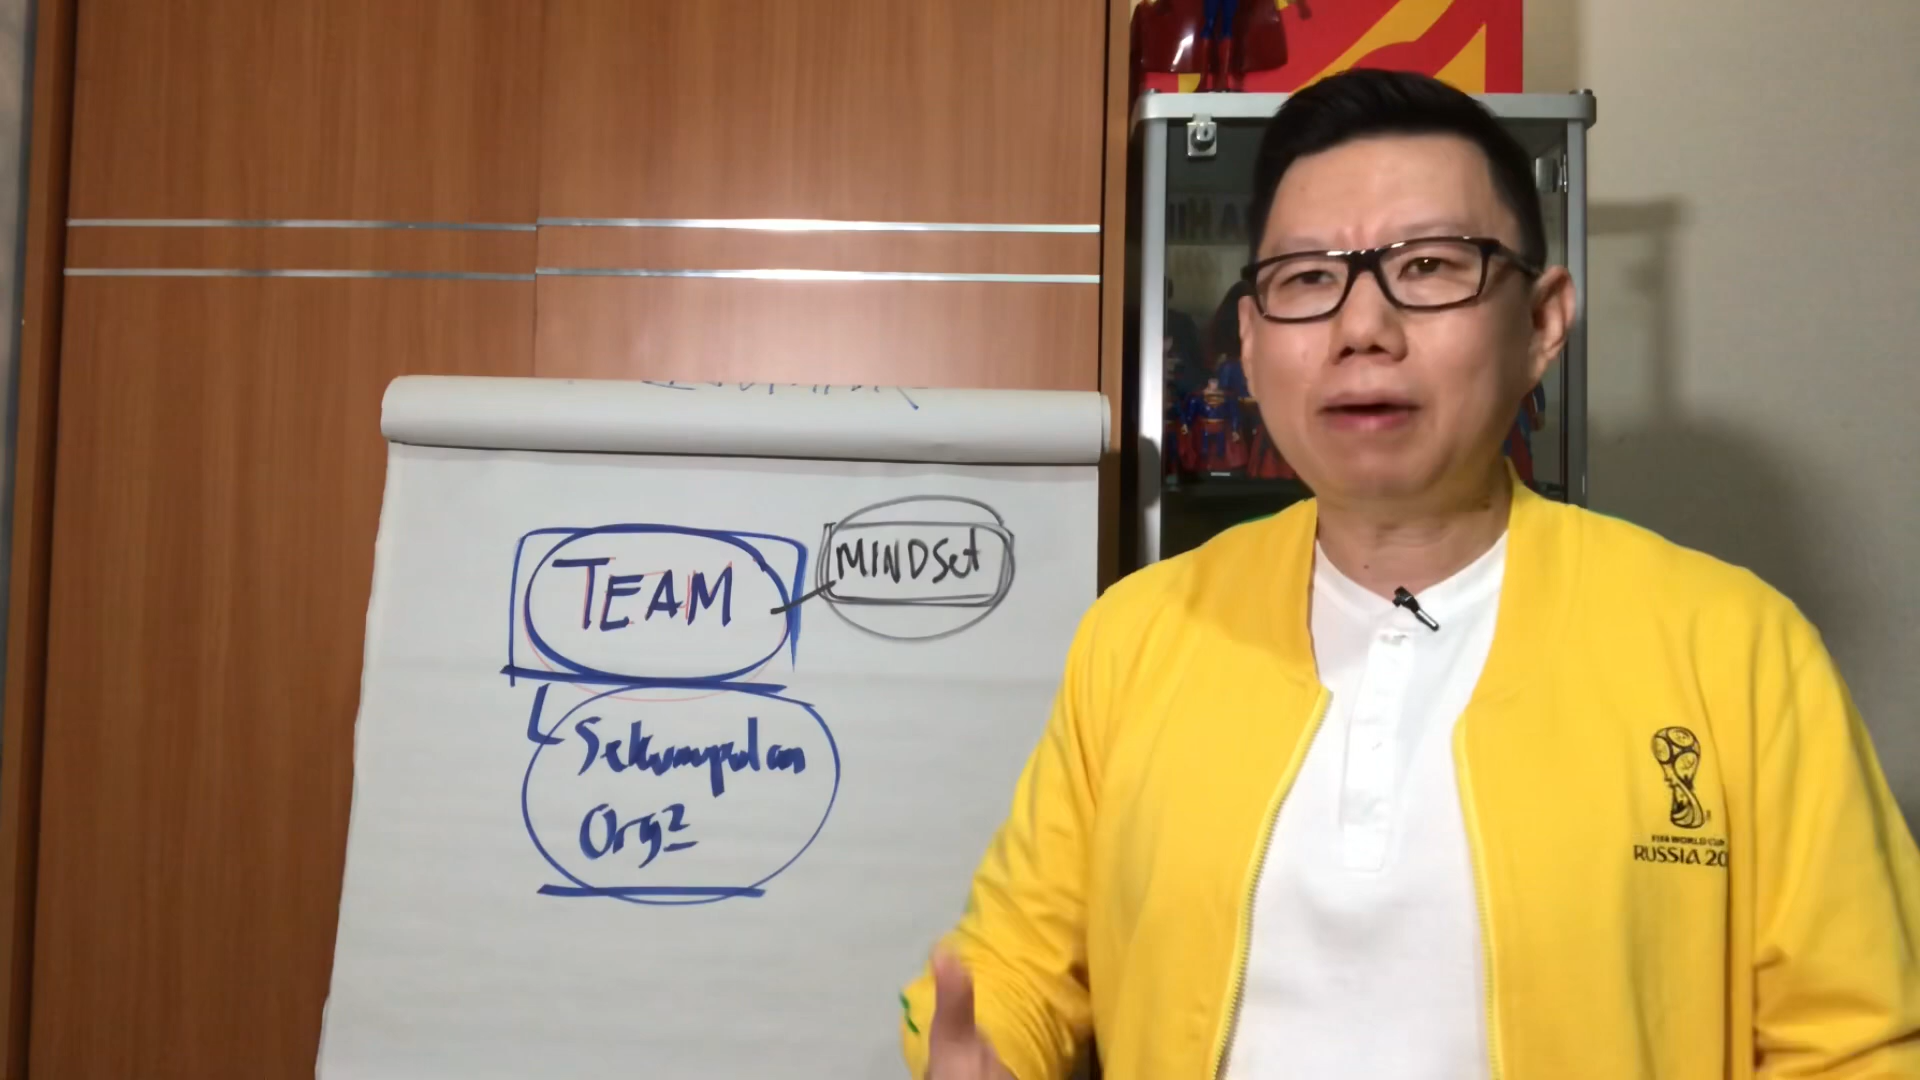 TEAM
MINDSet
Sekumpulan
Org2
FIFA WORLD CUP
RUSSIA 20